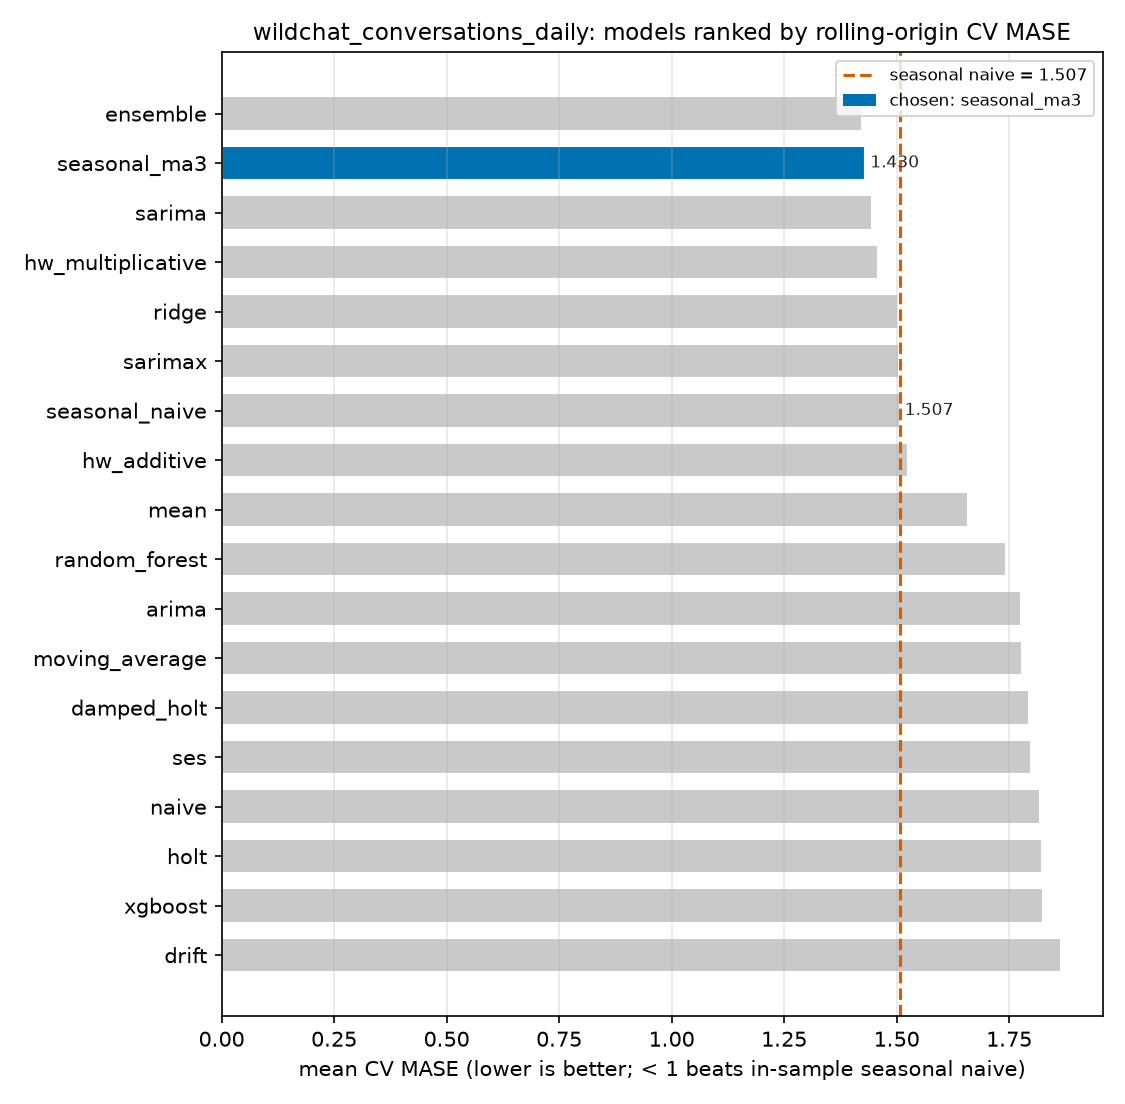 wildchat_conversations_daily: models ranked by rolling-origin CV MASE
seasonal naive = 1.507
chosen: seasonal_ma3
ensemble
seasonal_ma3
1.430
sarima
hw_multiplicative
ridge
sarimax
seasonal_naive
1.507
hw_additive
mean
random_forest
arima
moving_average
damped_holt
ses
naive
holt
xgboost
drift
0.00 0.25 0.50 0.75 1.00 1.25 1.50 1.75
mean CV MASE (lower is better; < 1 beats in-sample seasonal naive)